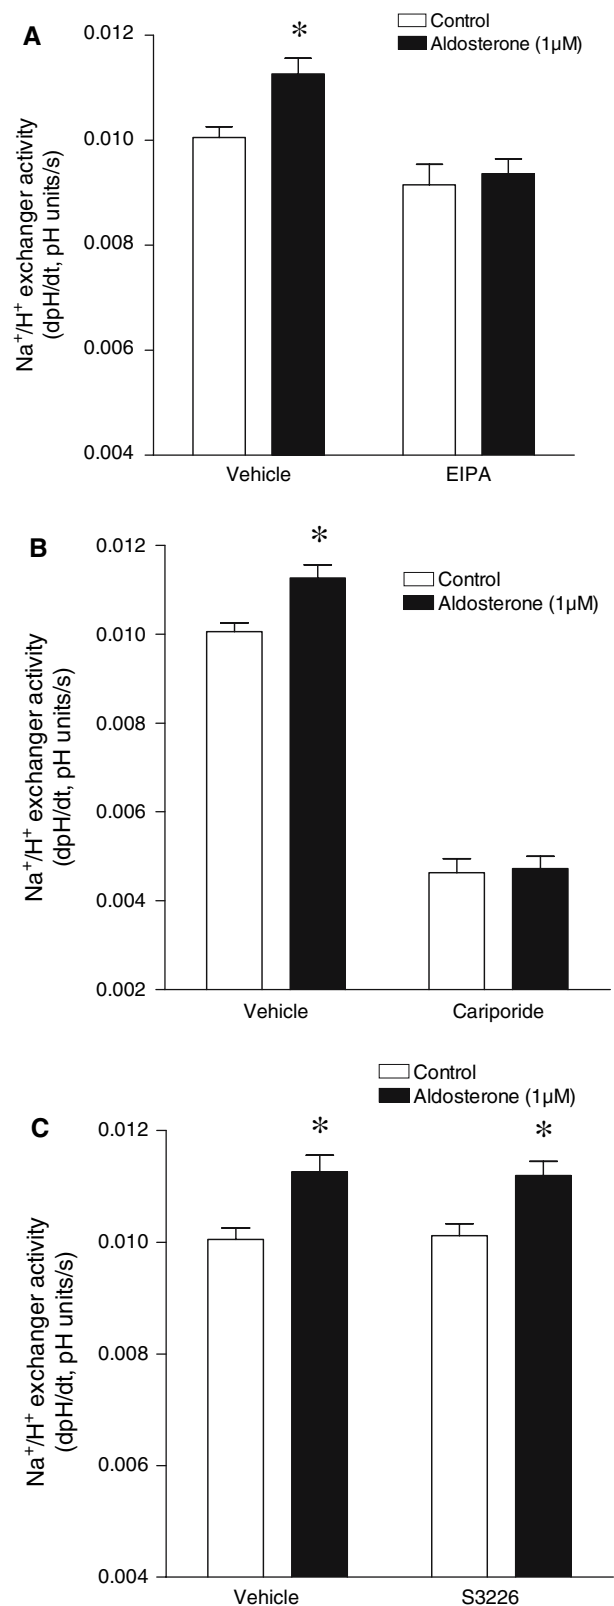 A
Control
Aldosterone (1µM)
*
0.012
0.010
0.008
0.006
0.004
Na⁺/H⁺ exchanger activity
(dpH/dt, pH units/s)
Vehicle
EIPA
B
*
Control
Aldosterone (1µM)
0.012
0.010
0.008
0.006
0.004
0.002
Na⁺/H⁺ exchanger activity
(dpH/dt, pH units/s)
Vehicle
Cariporide
Control
Aldosterone (1µM)
C
*
*
0.012
0.010
0.008
0.006
0.004
Na⁺/H⁺ exchanger activity
(dpH/dt, pH units/s)
Vehicle
S3226